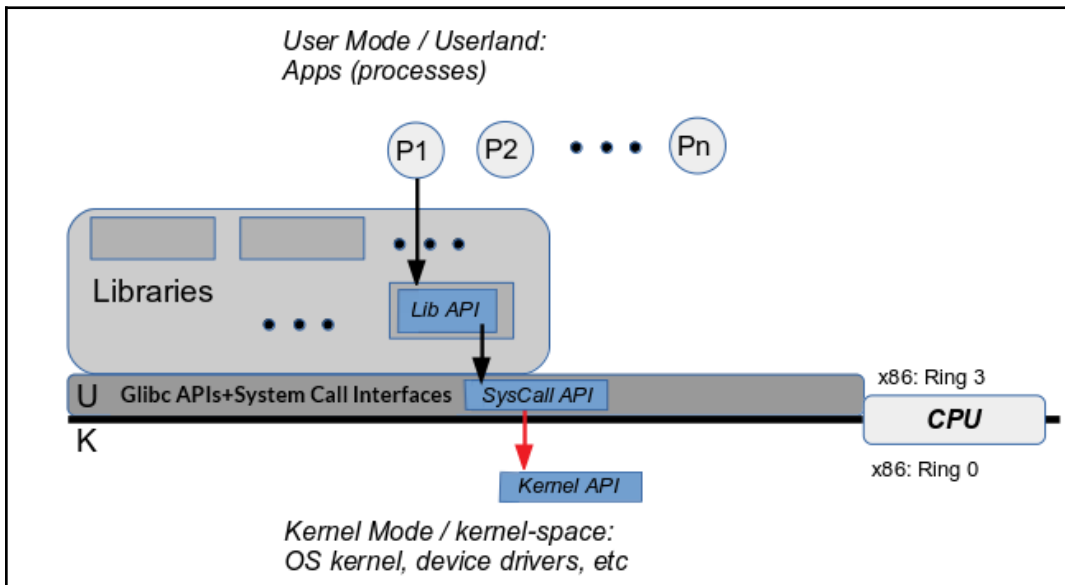 User Mode / Userland:
Apps (processes)
P1
P2
Pn
Libraries
Lib API
U
Glibc APIs+System Call Interfaces
SysCall API
x86: Ring 3
CPU
K
x86: Ring 0
Kernel API
Kernel Mode / kernel-space:
OS kernel, device drivers, etc